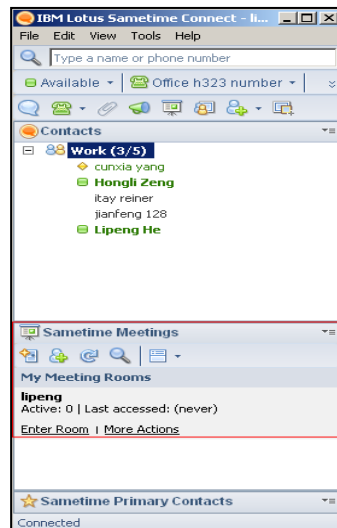 IBM Lotus Sametime Connect - li...
File Edit View Tools Help
Type a name or phone number
Available Office h323 number
Contacts
Work (3/5)
cunxia yang
Hongli Zeng
itay reiner
jianfeng 128
Lipeng He
Sametime Meetings
My Meeting Rooms
lipeng
Active: 0 | Last accessed: (never)
Enter Room | More Actions
Sametime Primary Contacts
Connected